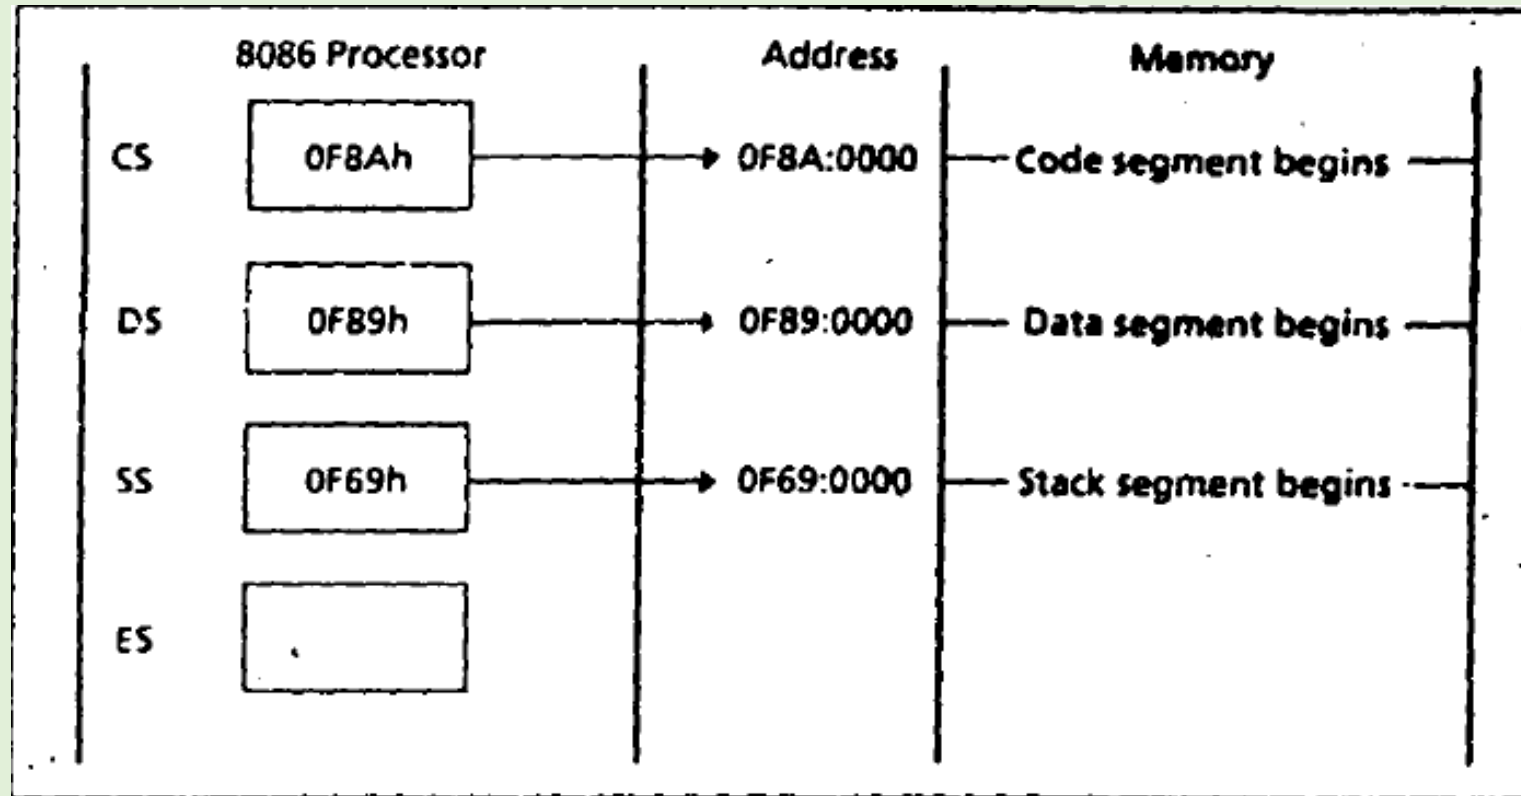 8086 Processor Address Memory
CS 0F8Ah 0F8A:0000 Code segment begins
DS 0F89h 0F89:0000 Data segment begins
SS 0F69h 0F69:0000 Stack segment begins
ES